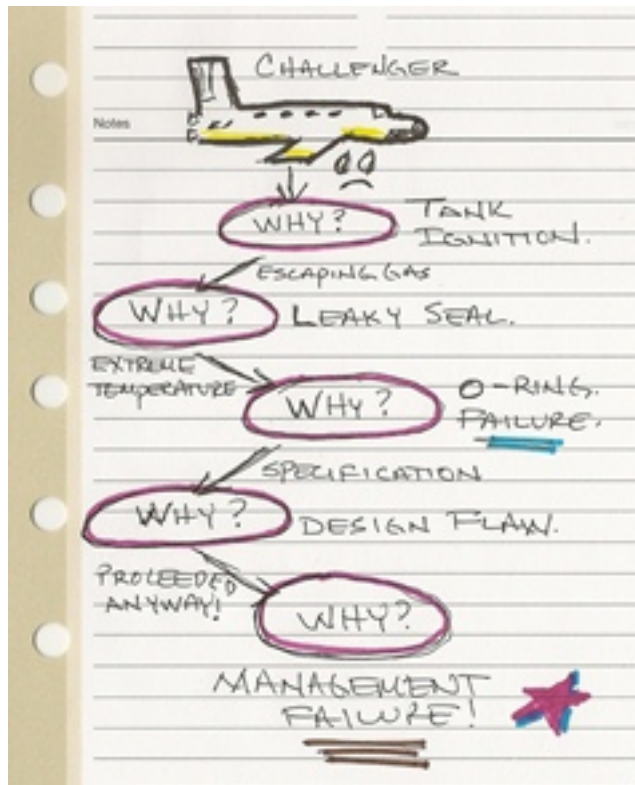 CHALLENGER
Notes
WHY?
TANK
IGNITION.
ESCAPING GAS
WHY?
LEAKY SEAL.
EXTREME
TEMPERATURE
WHY?
O-RING.
FAILURE.
SPECIFICATION
WHY?
DESIGN FLAW.
PROLEEDED
ANYWAY!
WHY?
MANAGEMENT
FAILURE!